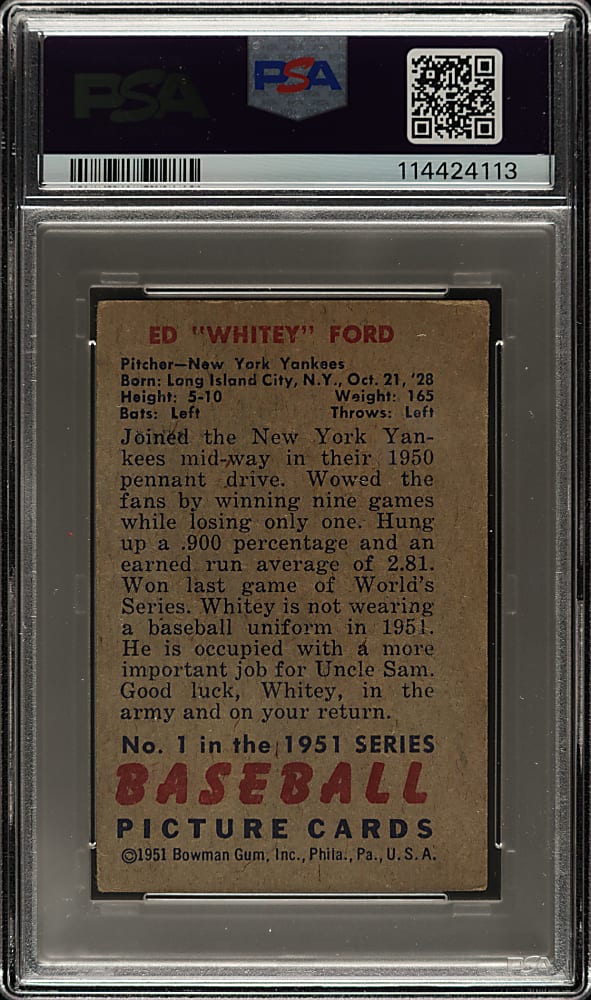 PSA
PSA
114424113
ED "WHITEY" FORD
Pitcher—New York Yankees
Born: Long Island City, N.Y., Oct. 21, '28
Height: 5-10 Weight: 165
Bats: Left Throws: Left
Joined the New York Yan-
kees mid-way in their 1950
pennant drive. Wowed the
fans by winning nine games
while losing only one. Hung
up a .900 percentage and an
earned run average of 2.81.
Won last game of World's
Series. Whitey is not wearing
a baseball uniform in 1951.
He is occupied with a more
important job for Uncle Sam.
Good luck, Whitey, in the
army and on your return.
No. 1 in the 1951 SERIES
BASEBALL
PICTURE CARDS
©1951 Bowman Gum, Inc., Phila., Pa., U.S.A.
PSA